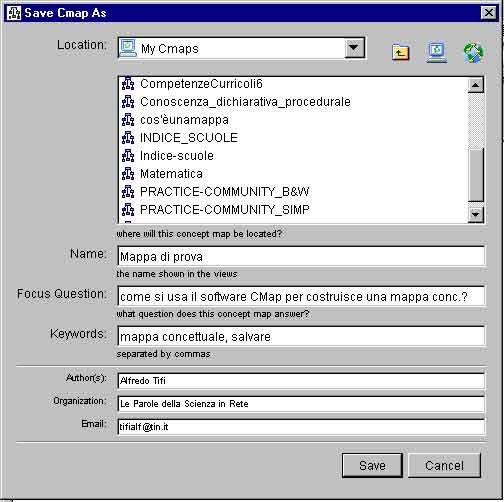 Save Cmap As
Location: My Cmaps
CompetenzeCurricoli6
Conoscenza_dichiarativa_procedurale
cos'èunamappa
INDICE_SCUOLE
Indice-scuole
Matematica
PRACTICE-COMMUNITY_B&W
PRACTICE-COMMUNITY_SIMP
where will this concept map be located?
Name: Mappa di prova
the name shown in the views
Focus Question: come si usa il software CMap per costruisce una mappa conc.?
what question does this concept map answer?
Keywords: mappa concettuale, salvare
separated by commas
Author(s): Alfredo Tifi
Organization: Le Parole della Scienza in Rete
Email: tifialf@tin.it
Save Cancel